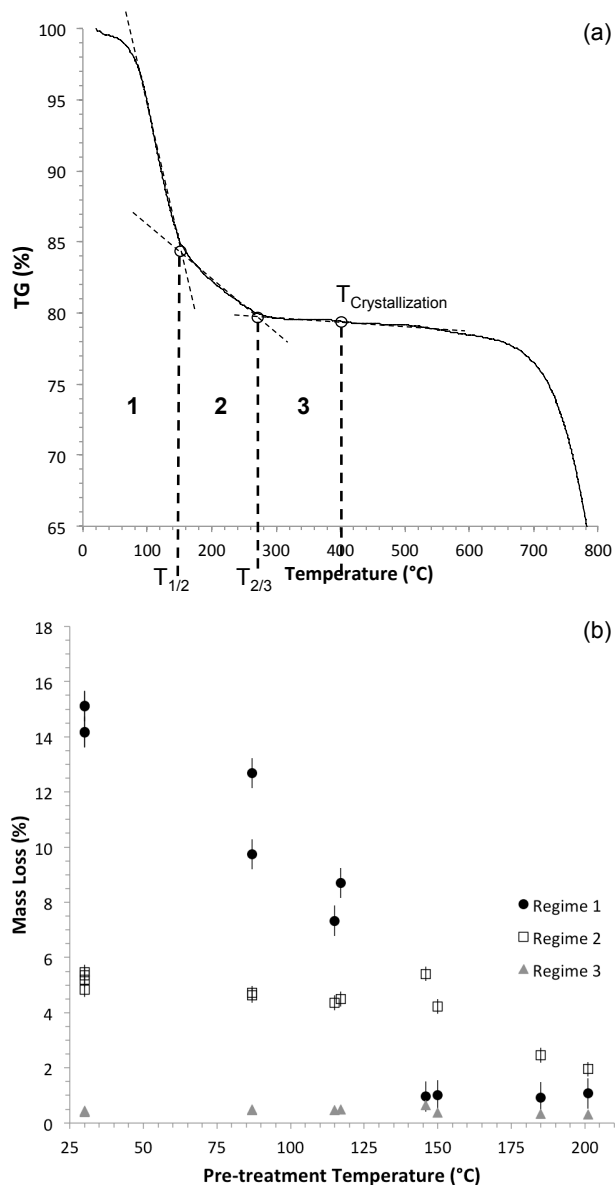 (a)
TG (%)
100
95
90
85
80
75
70
65
T Crystallization
1 2 3
0 100 200 300 400 500 600 700 800
T1/2 T2/3 Temperature (°C)
(b)
Mass Loss (%)
18
16
14
12
10
8
6
4
2
0
Regime 1
Regime 2
Regime 3
25 50 75 100 125 150 175 200
Pre-treatment Temperature (°C)